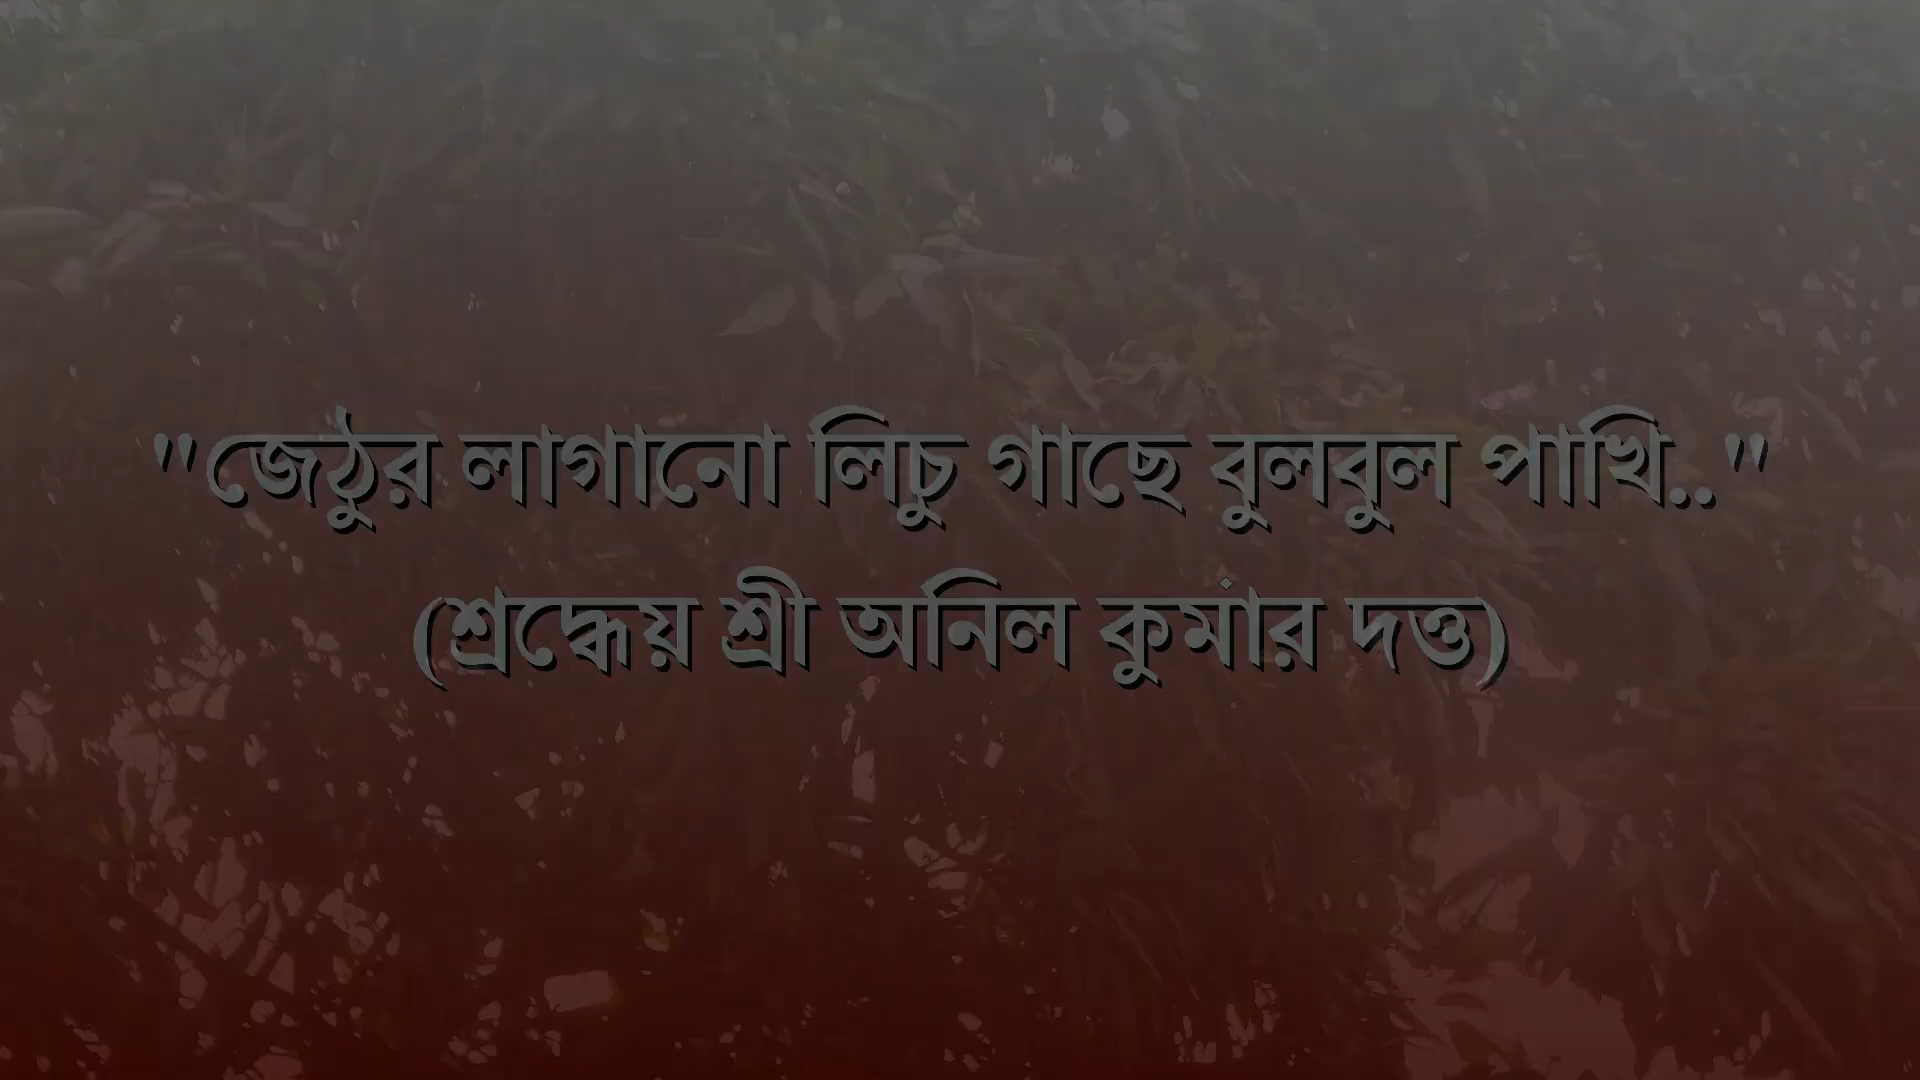 "জেঠুর লাগানো লিচু গাছে বুলবুল পাখি.."
(শ্রদ্ধেয় শ্রী অনিল কুমার দত্ত)